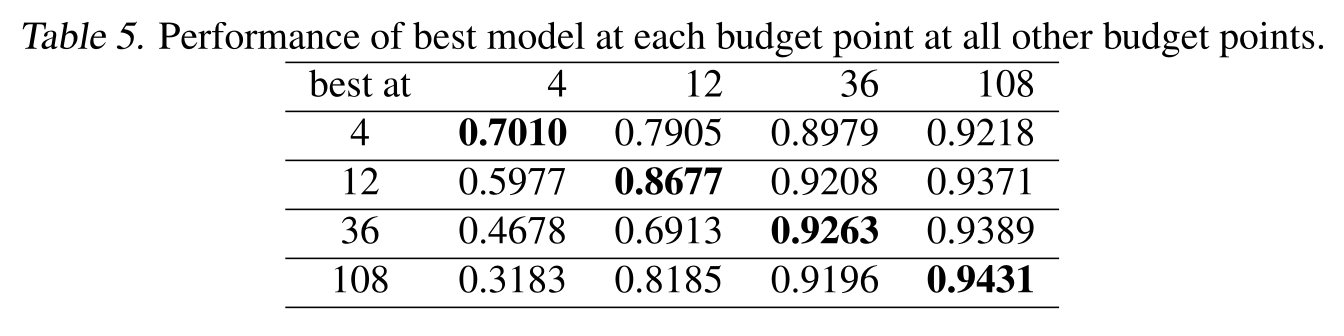 Table 5. Performance of best model at each budget point at all other budget points.
best at 4 12 36 108
4 0.7010 0.7905 0.8979 0.9218
12 0.5977 0.8677 0.9208 0.9371
36 0.4678 0.6913 0.9263 0.9389
108 0.3183 0.8185 0.9196 0.9431